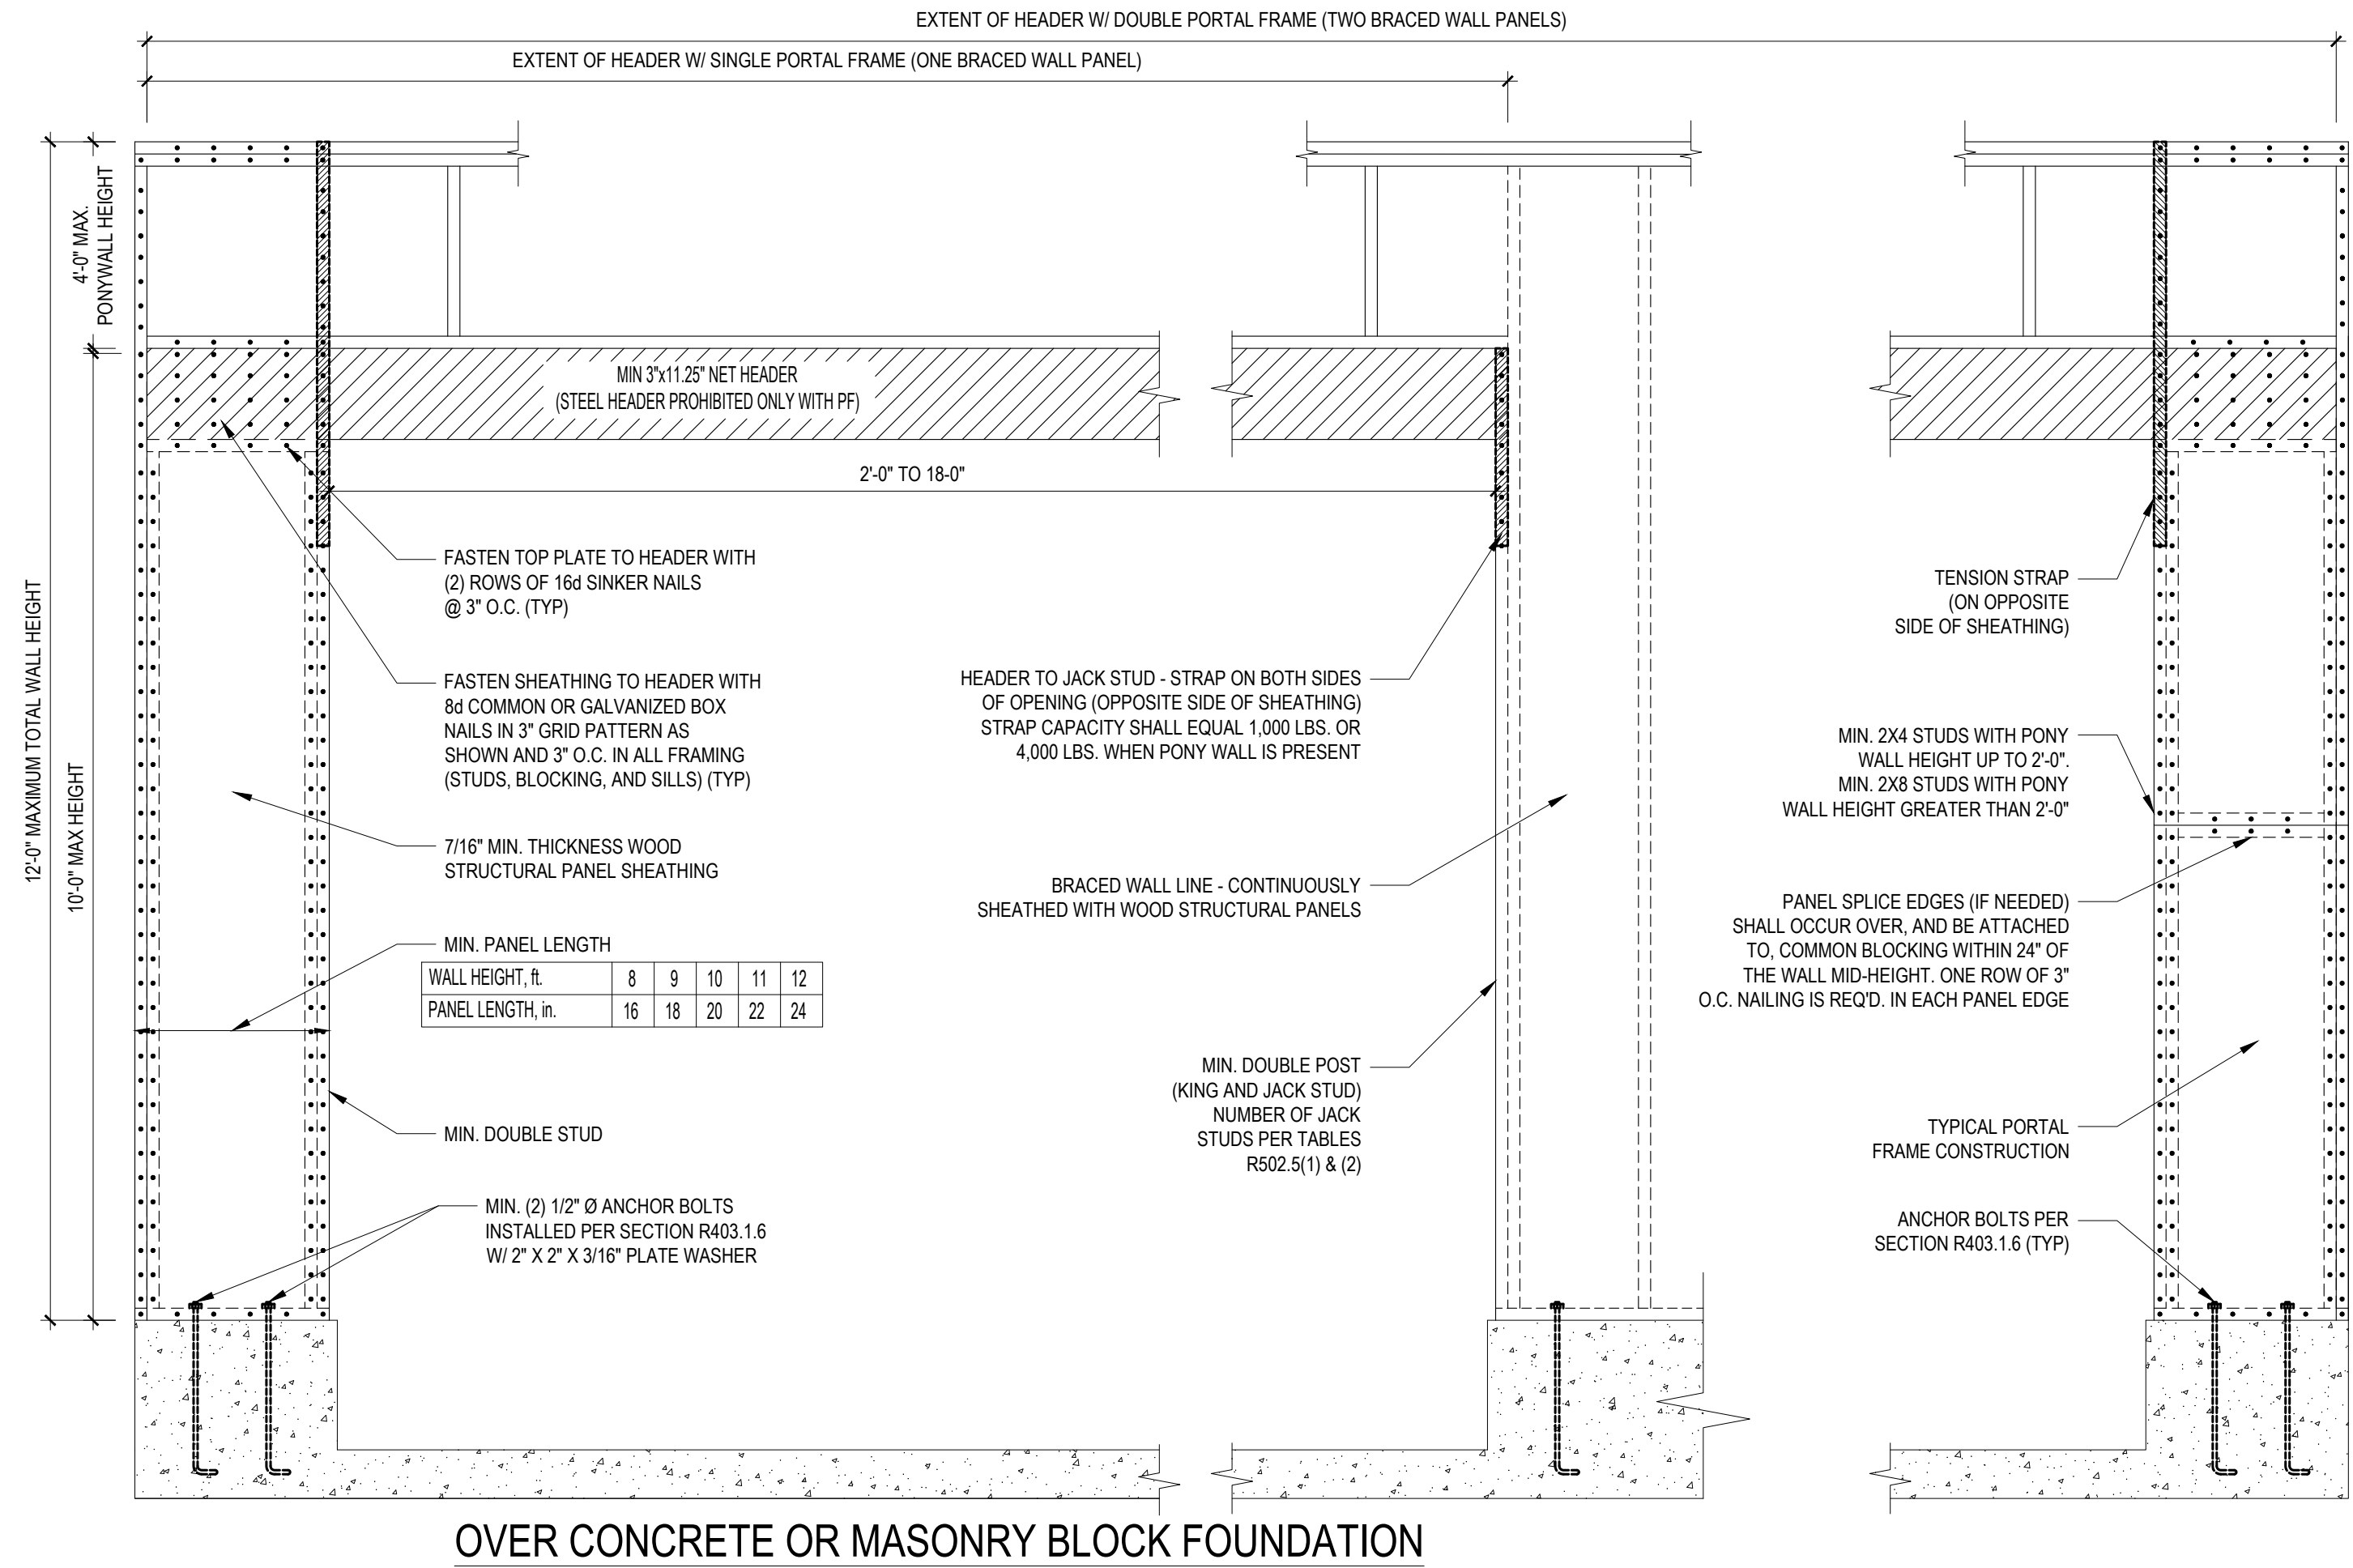 EXTENT OF HEADER W/ DOUBLE PORTAL FRAME (TWO BRACED WALL PANELS)
EXTENT OF HEADER W/ SINGLE PORTAL FRAME (ONE BRACED WALL PANEL)
4'-0" MAX.
PONYWALL HEIGHT
12'-0" MAXIMUM TOTAL WALL HEIGHT
10'-0" MAX HEIGHT
MIN 3"x11.25" NET HEADER
(STEEL HEADER PROHIBITED ONLY WITH PF)
2'-0" TO 18-0"
FASTEN TOP PLATE TO HEADER WITH
(2) ROWS OF 16d SINKER NAILS
@ 3" O.C. (TYP)
FASTEN SHEATHING TO HEADER WITH
8d COMMON OR GALVANIZED BOX
NAILS IN 3" GRID PATTERN AS
SHOWN AND 3" O.C. IN ALL FRAMING
(STUDS, BLOCKING, AND SILLS) (TYP)
7/16" MIN. THICKNESS WOOD
STRUCTURAL PANEL SHEATHING
MIN. PANEL LENGTH
WALL HEIGHT, ft. 8 9 10 11 12
PANEL LENGTH, in. 16 18 20 22 24
MIN. DOUBLE STUD
MIN. (2) 1/2" Ø ANCHOR BOLTS
INSTALLED PER SECTION R403.1.6
W/ 2" X 2" X 3/16" PLATE WASHER
HEADER TO JACK STUD - STRAP ON BOTH SIDES
OF OPENING (OPPOSITE SIDE OF SHEATHING)
STRAP CAPACITY SHALL EQUAL 1,000 LBS. OR
4,000 LBS. WHEN PONY WALL IS PRESENT
BRACED WALL LINE - CONTINUOUSLY
SHEATHED WITH WOOD STRUCTURAL PANELS
MIN. DOUBLE POST
(KING AND JACK STUD)
NUMBER OF JACK
STUDS PER TABLES
R502.5(1) & (2)
TENSION STRAP
(ON OPPOSITE
SIDE OF SHEATHING)
MIN. 2X4 STUDS WITH PONY
WALL HEIGHT UP TO 2'-0".
MIN. 2X8 STUDS WITH PONY
WALL HEIGHT GREATER THAN 2'-0"
PANEL SPLICE EDGES (IF NEEDED)
SHALL OCCUR OVER, AND BE ATTACHED
TO, COMMON BLOCKING WITHIN 24" OF
THE WALL MID-HEIGHT. ONE ROW OF 3"
O.C. NAILING IS REQ'D. IN EACH PANEL EDGE
TYPICAL PORTAL
FRAME CONSTRUCTION
ANCHOR BOLTS PER
SECTION R403.1.6 (TYP)
OVER CONCRETE OR MASONRY BLOCK FOUNDATION